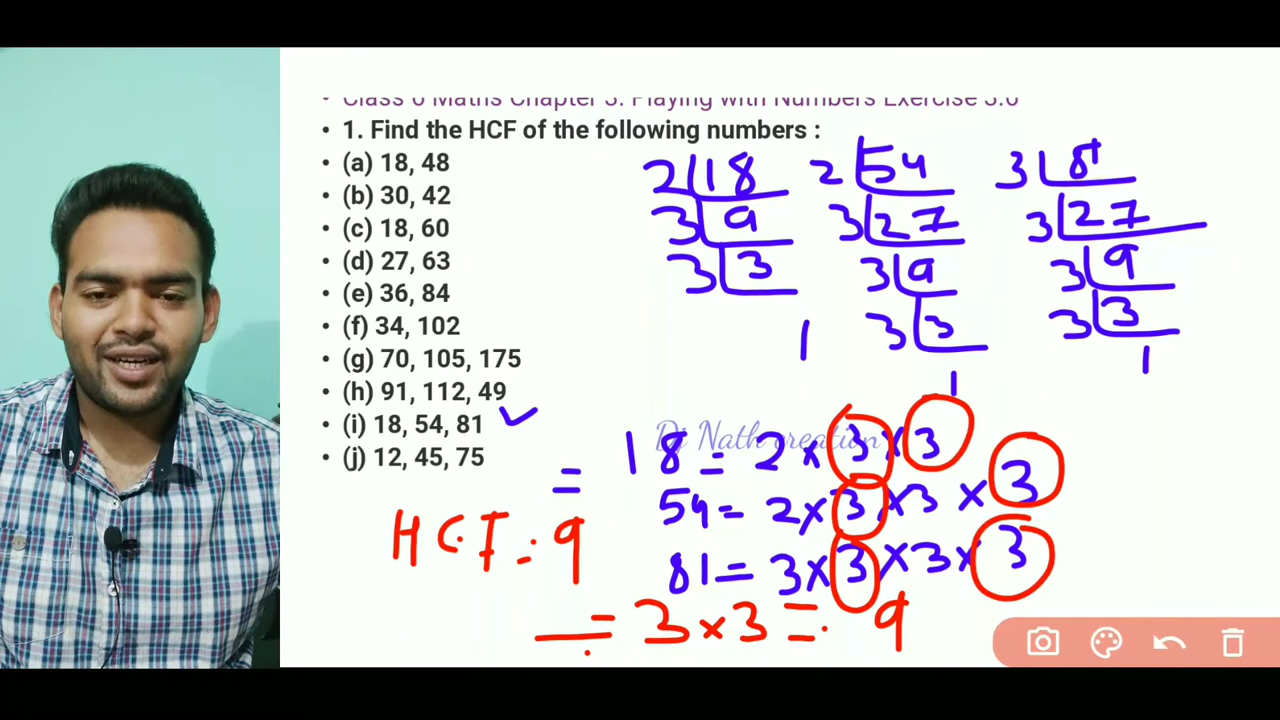 Class 6 Maths Chapter 3: Playing with Numbers Exercise 3.6
1. Find the HCF of the following numbers :
(a) 18, 48
(b) 30, 42
(c) 18, 60
(d) 27, 63
(e) 36, 84
(f) 34, 102
(g) 70, 105, 175
(h) 91, 112, 49
(i) 18, 54, 81
(j) 12, 45, 75
2 18
3 9
3 3
1
2 54
3 27
3 9
3 3
1
3 81
3 27
3 9
3 3
1
Dj Nath creation
= 18 = 2 × 3 × 3
54 = 2 × 3 × 3 × 3
81 = 3 × 3 × 3 × 3
H.C.F = 9
= 3 × 3 = 9